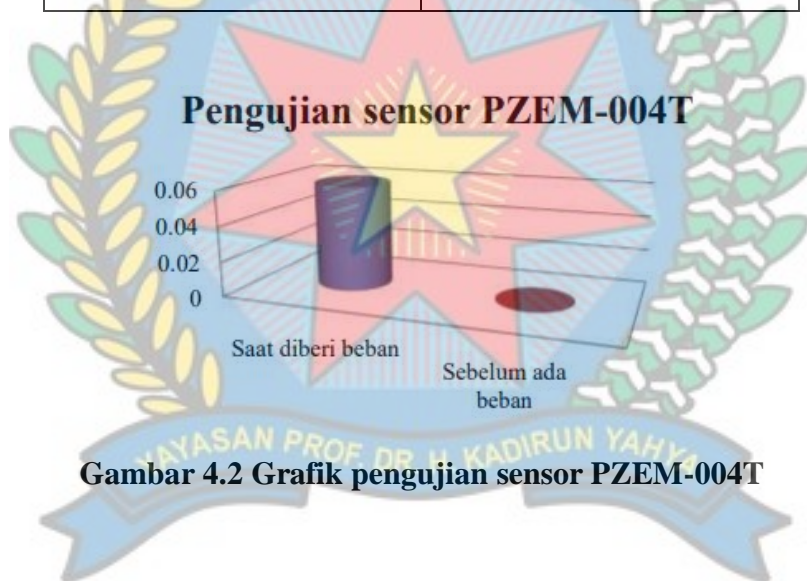 Pengujian sensor PZEM-004T
0.06
0.04
0.02
0
Saat diberi beban
Sebelum ada
beban
YAYASAN PROF. DR. H. KADIRUN YAHYA
Gambar 4.2 Grafik pengujian sensor PZEM-004T